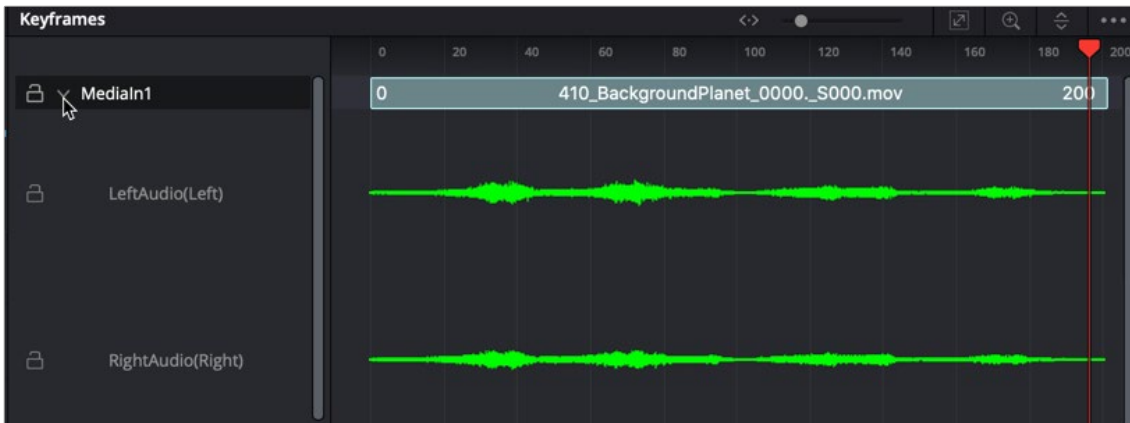 Keyframes
0 20 40 60 80 100 120 140 160 180 200
MediaIn1
0 410_BackgroundPlanet_0000._S000.mov 200
LeftAudio(Left)
RightAudio(Right)